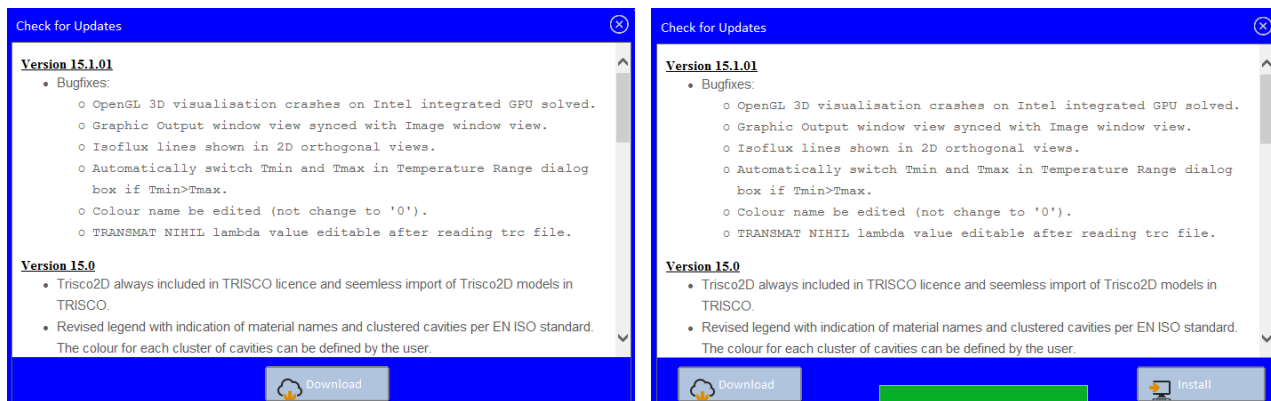 Check for Updates
Version 15.1.01
• Bugfixes:
○ OpenGL 3D visualisation crashes on Intel integrated GPU solved.
○ Graphic Output window view synced with Image window view.
○ Isoflux lines shown in 2D orthogonal views.
○ Automatically switch Tmin and Tmax in Temperature Range dialog
box if Tmin>Tmax.
○ Colour name be edited (not change to '0').
○ TRANSMAT NIHIL lambda value editable after reading trc file.
Version 15.0
• Trisco2D always included in TRISCO licence and seemless import of Trisco2D models in
TRISCO.
• Revised legend with indication of material names and clustered cavities per EN ISO standard.
The colour for each cluster of cavities can be defined by the user.
Download
Check for Updates
Version 15.1.01
• Bugfixes:
○ OpenGL 3D visualisation crashes on Intel integrated GPU solved.
○ Graphic Output window view synced with Image window view.
○ Isoflux lines shown in 2D orthogonal views.
○ Automatically switch Tmin and Tmax in Temperature Range dialog
box if Tmin>Tmax.
○ Colour name be edited (not change to '0').
○ TRANSMAT NIHIL lambda value editable after reading trc file.
Version 15.0
• Trisco2D always included in TRISCO licence and seemless import of Trisco2D models in
TRISCO.
• Revised legend with indication of material names and clustered cavities per EN ISO standard.
The colour for each cluster of cavities can be defined by the user.
Download
Install